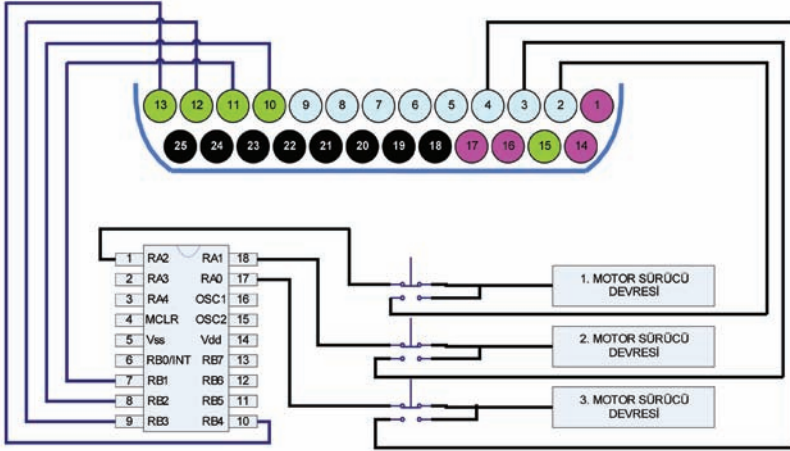 13 12 11 10 9 8 7 6 5 4 3 2 1
25 24 23 22 21 20 19 18 17 16 15 14
1 RA2 RA1 18
2 RA3 RA0 17
3 RA4 OSC1 16
4 MCLR OSC2 15
5 Vss Vdd 14
6 RB0/INT RB7 13
7 RB1 RB6 12
8 RB2 RB5 11
9 RB3 RB4 10
1. MOTOR SÜRÜCÜ
DEVRESİ
2. MOTOR SÜRÜCÜ
DEVRESİ
3. MOTOR SÜRÜCÜ
DEVRESİ